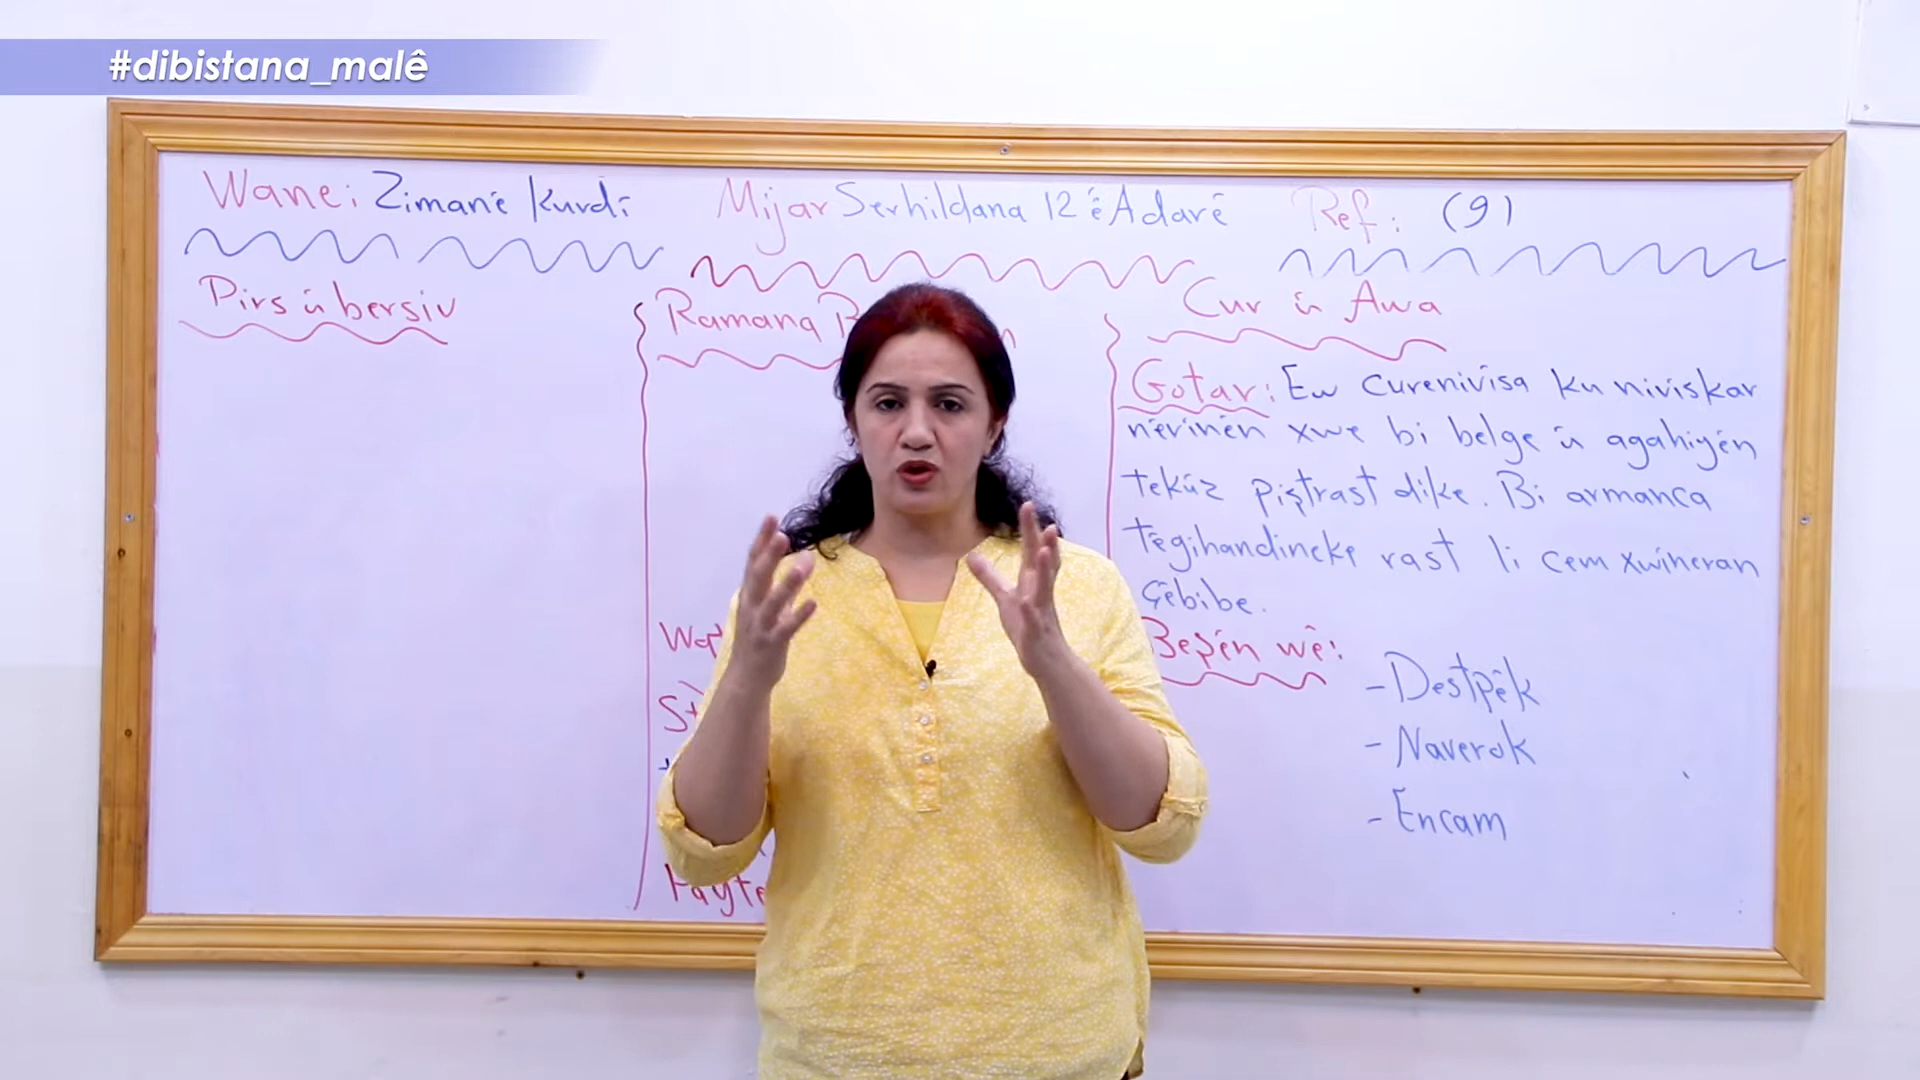 #dibistana_malê
Wane: Zimanê Kurdî Mijar Serhildana 12 ê Adarê Ref: (9)
Pirs û bersiv
Ramana
Cur û Awa
Gotar: Ew curenivîsa ku nivîskar
nêrînên xwe bi belge û agahiyên
tekûz piştrast dike. Bi armanca
têgihandineke rast li cem xwîneran
çêbibe.
Beşên wê:
- Destpêk
- Naverok
- Encam